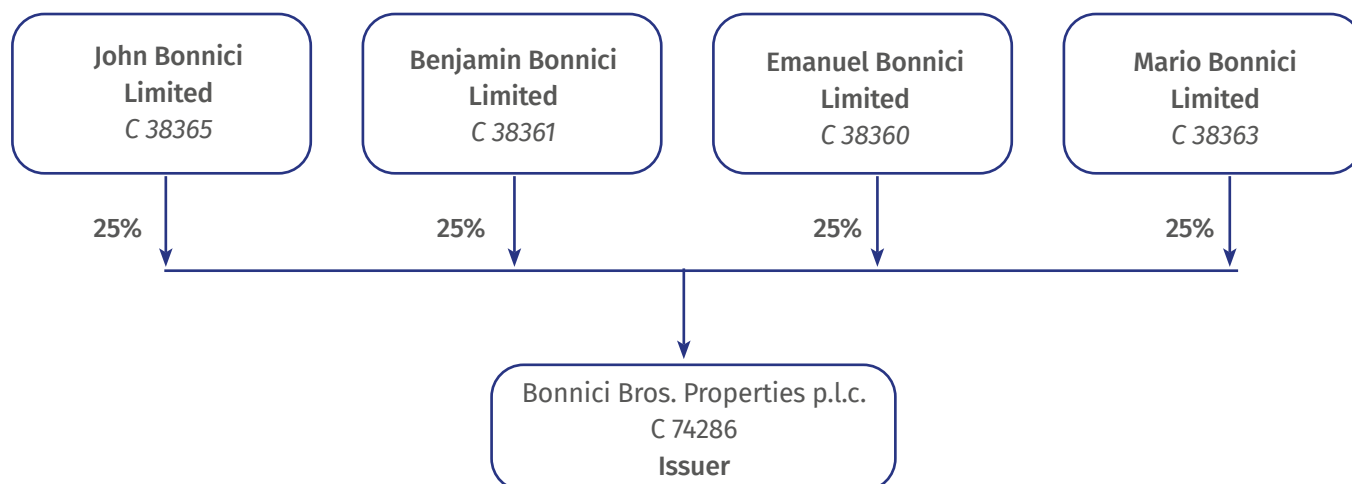 John Bonnici
Limited
C 38365
Benjamin Bonnici
Limited
C 38361
Emanuel Bonnici
Limited
C 38360
Mario Bonnici
Limited
C 38363
25%
25%
25%
25%
Bonnici Bros. Properties p.l.c.
C 74286
Issuer